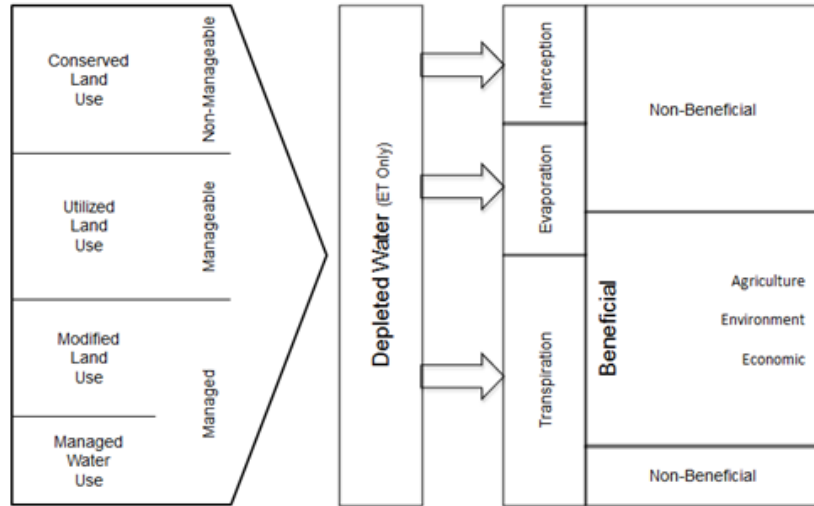 Conserved
Land
Use
Non-Manageable
Utilized
Land
Use
Manageable
Modified
Land
Use
Managed
Managed
Water
Use
Depleted Water (ET Only)
Interception
Evaporation
Transpiration
Non-Beneficial
Beneficial
Agriculture
Environment
Economic
Non-Beneficial